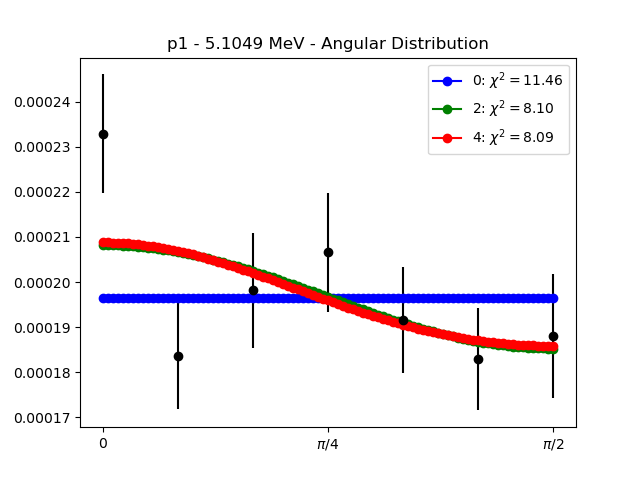 p1 - 5.1049 MeV - Angular Distribution
0.00024
0.00023
0.00022
0.00021
0.00020
0.00019
0.00018
0.00017
0: χ² = 11.46
2: χ² = 8.10
4: χ² = 8.09
0
π/4
π/2